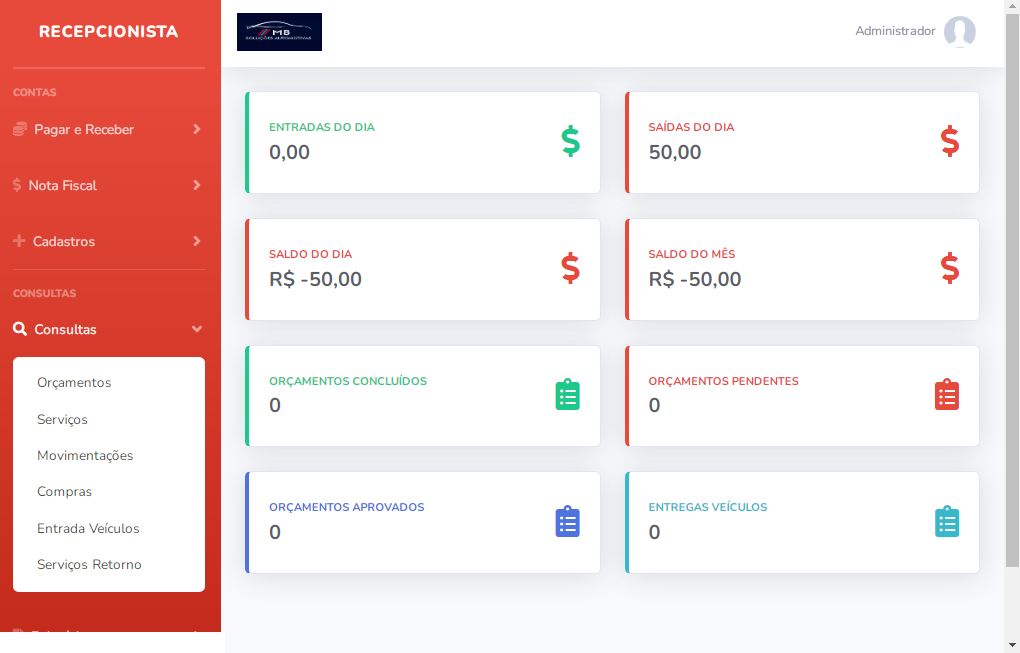 RECEPCIONISTA
MB
SOLUÇÕES AUTOMOTIVAS
Administrador
CONTAS
Pagar e Receber
Nota Fiscal
Cadastros
CONSULTAS
Consultas
Orçamentos
Serviços
Movimentações
Compras
Entrada Veículos
Serviços Retorno
ENTRADAS DO DIA
0,00
SAÍDAS DO DIA
50,00
SALDO DO DIA
R$ -50,00
SALDO DO MÊS
R$ -50,00
ORÇAMENTOS CONCLUÍDOS
0
ORÇAMENTOS PENDENTES
0
ORÇAMENTOS APROVADOS
0
ENTREGAS VEÍCULOS
0